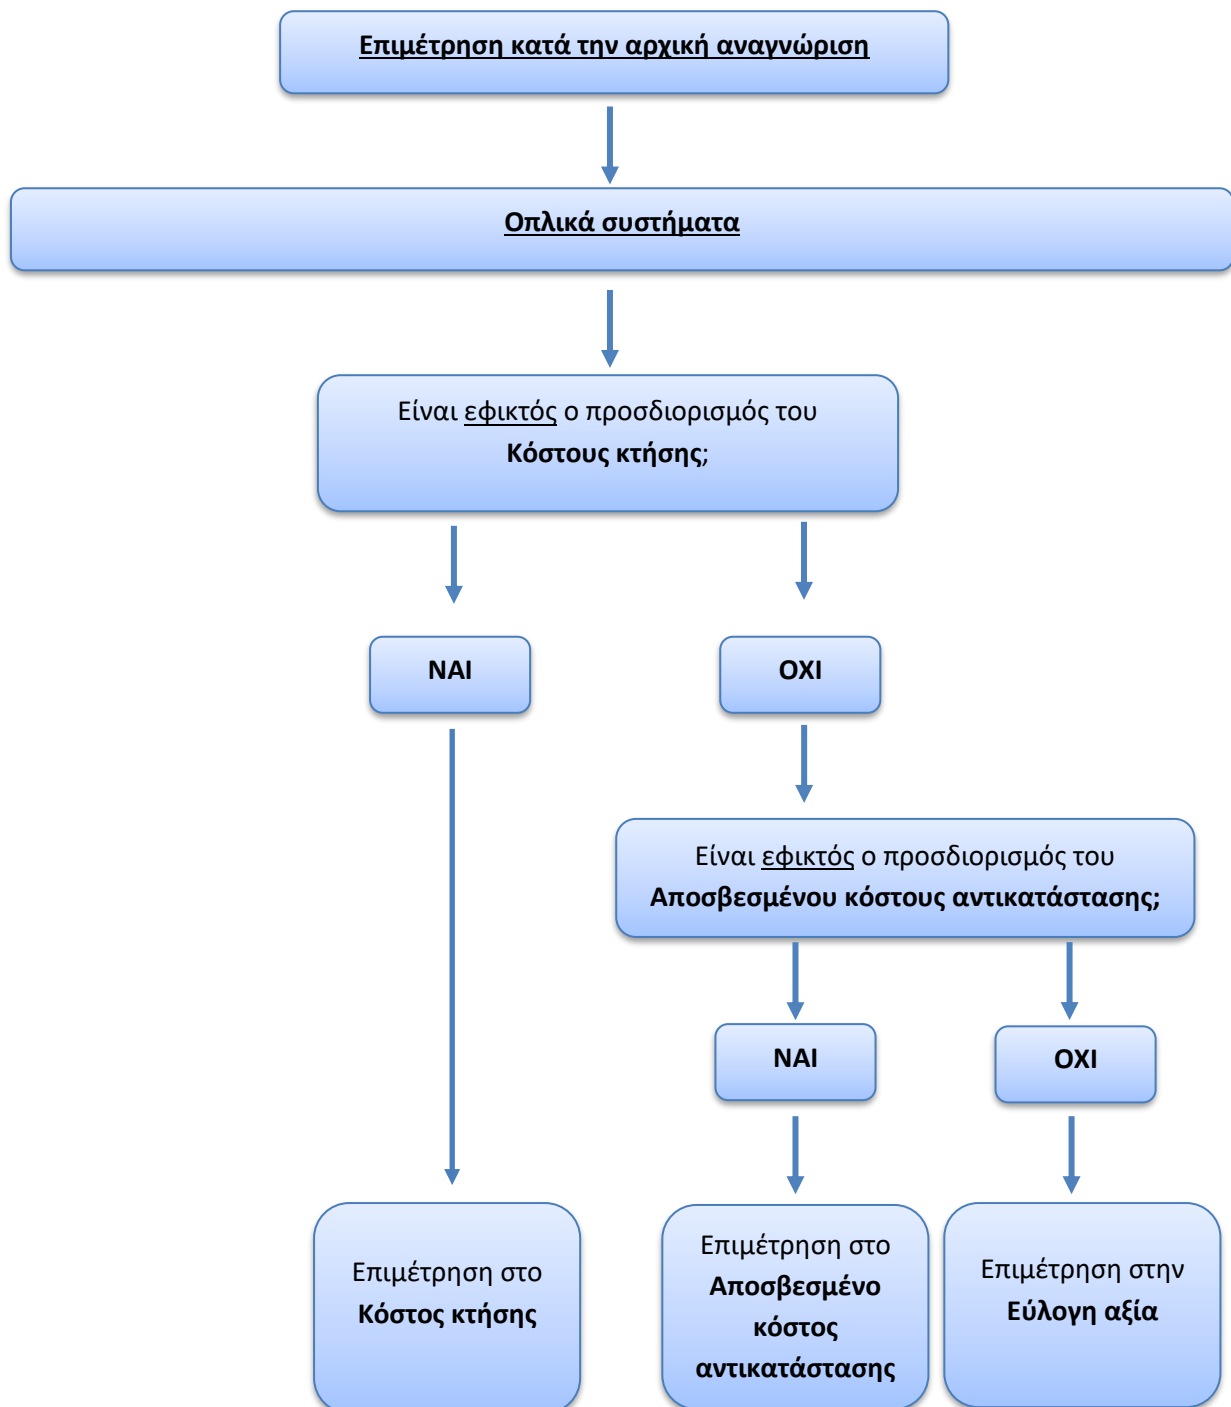 Επιμέτρηση κατά την αρχική αναγνώριση
Οπλικά συστήματα
Είναι εφικτός ο προσδιορισμός του
Κόστους κτήσης;
ΝΑΙ
ΟΧΙ
Είναι εφικτός ο προσδιορισμός του
Αποσβεσμένου κόστους αντικατάστασης;
ΝΑΙ
ΟΧΙ
Επιμέτρηση στο
Κόστος κτήσης
Επιμέτρηση στο
Αποσβεσμένο
κόστος
αντικατάστασης
Επιμέτρηση στην
Εύλογη αξία